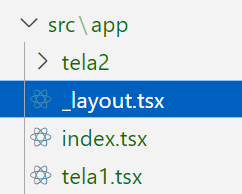 src\app
tela2
_layout.tsx
index.tsx
tela1.tsx